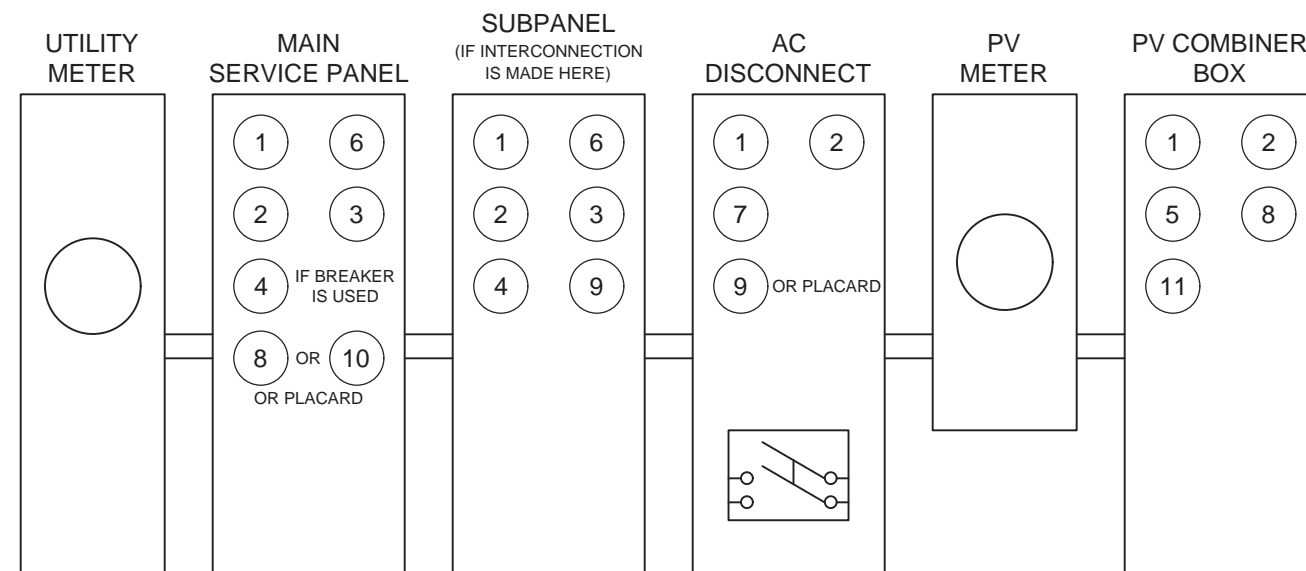 UTILITY
METER
MAIN
SERVICE PANEL
SUBPANEL
(IF INTERCONNECTION
IS MADE HERE)
AC
DISCONNECT
PV
METER
PV COMBINER
BOX
1 6
2 3
4 IF BREAKER
IS USED
8 OR 10
OR PLACARD
1 6
2 3
4 9
1 2
7
9 OR PLACARD
1 2
5 8
11